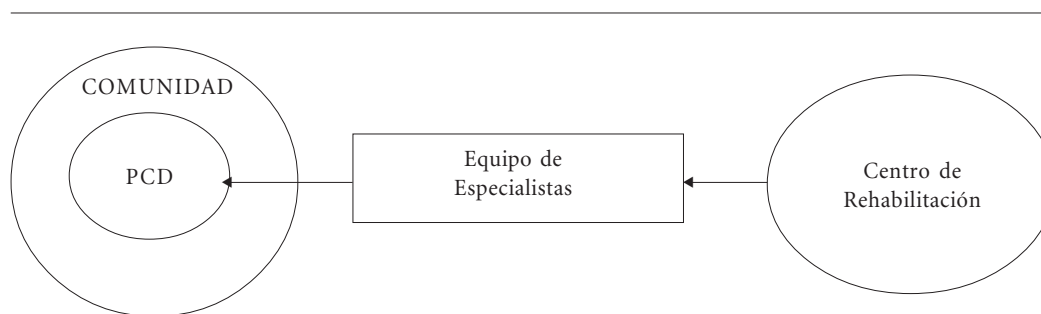 COMUNIDAD
PCD
Equipo de
Especialistas
Centro de
Rehabilitación